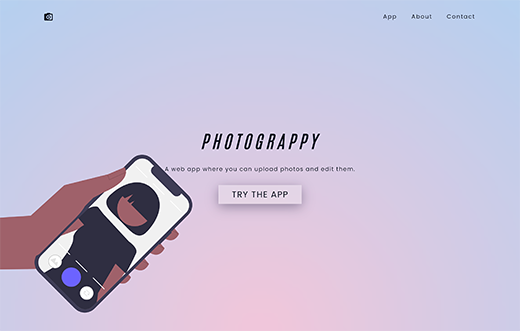 App About Contact
PHOTOGRAPPY
A web app where you can upload photos and edit them.
TRY THE APP